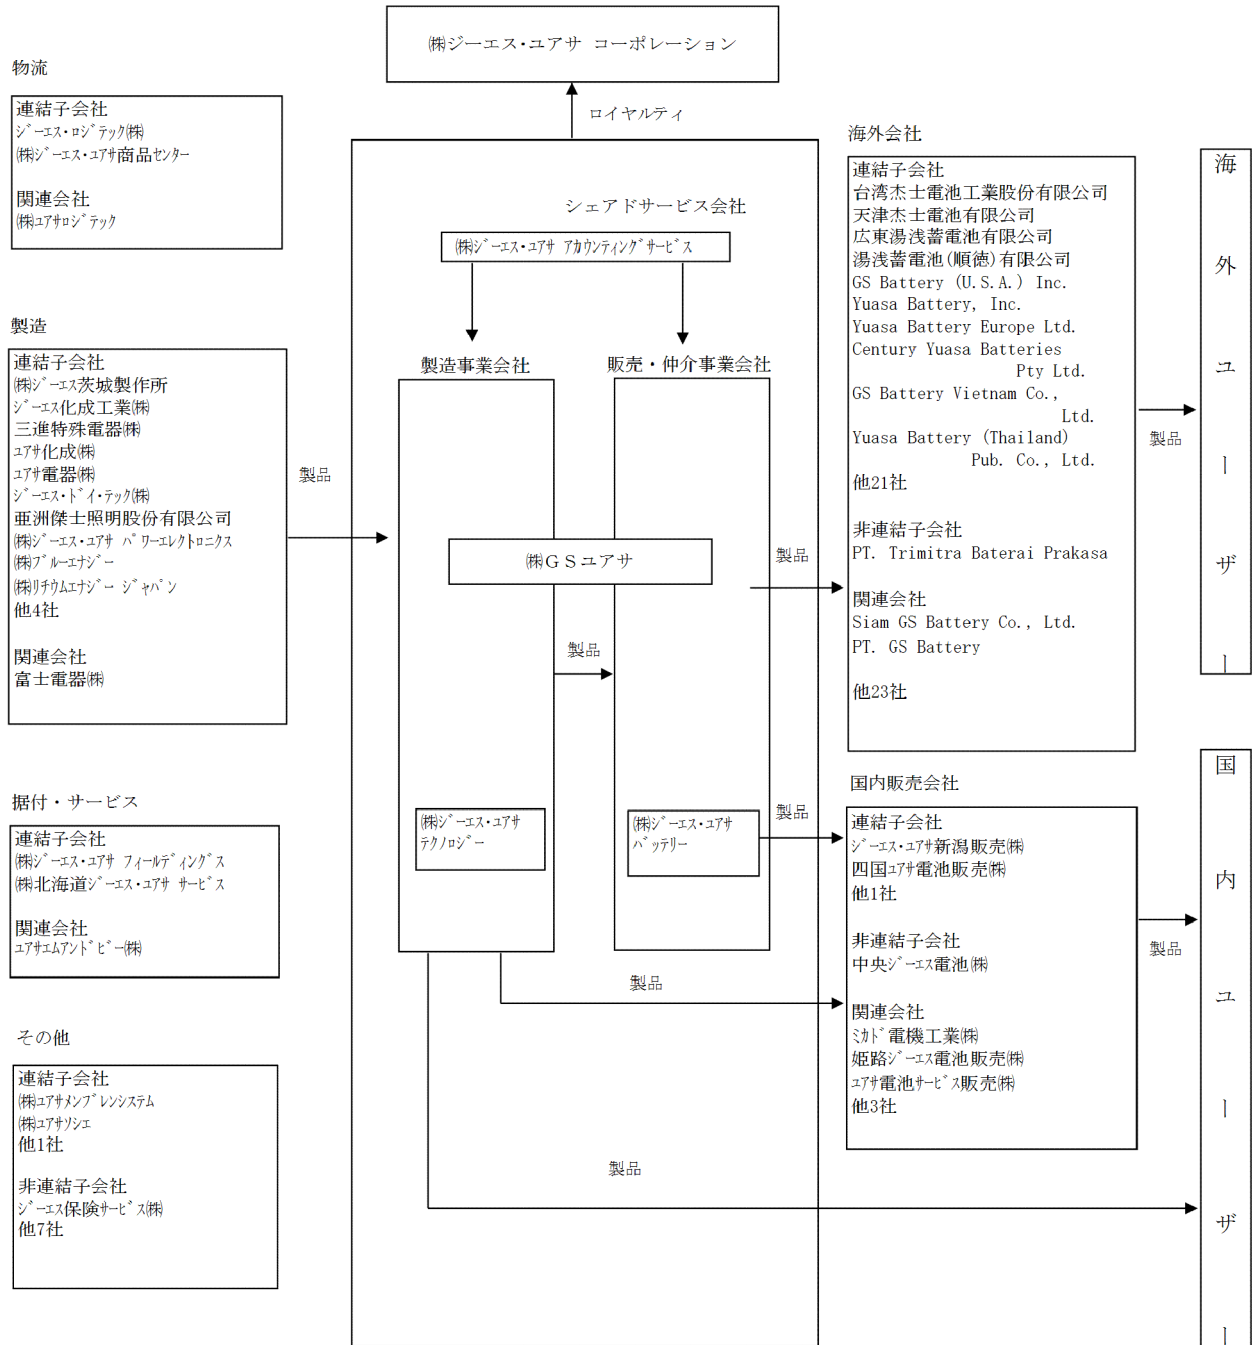 ㈱ジーエス・ユアサ コーポレーション
ロイヤルティ
物流
連結子会社
ジーエス・ロジテック㈱
㈱ジーエス・ユアサ商品センター
関連会社
㈱ユアサロジテック
製造
連結子会社
㈱ジーエス茨城製作所
ジーエス化成工業㈱
三進特殊電器㈱
ユアサ化成㈱
ユアサ電器㈱
ジーエス・ドイ・テック㈱
亜洲傑士照明股份有限公司
㈱ジーエス・ユアサ パワーエレクトロニクス
㈱ブルーエナジー
㈱リチウムエナジー ジャパン
他4社
関連会社
富士電器㈱
製品
据付・サービス
連結子会社
㈱ジーエス・ユアサ フィールディングス
㈱北海道ジーエス・ユアサ サービス
関連会社
ユアサエムアンドビー㈱
その他
連結子会社
㈱ユアサメンブレンシステム
㈱ユアサソシエ
他1社
非連結子会社
ジーエス保険サービス㈱
他7社
シェアドサービス会社
㈱ジーエス・ユアサ アカウンティングサービス
製造事業会社
販売・仲介事業会社
㈱GSユアサ
製品
㈱ジーエス・ユアサ
テクノロジー
㈱ジーエス・ユアサ
バッテリー
製品
製品
製品
製品
海外会社
連結子会社
台湾杰士電池工業股份有限公司
天津杰士電池有限公司
広東湯浅蓄電池有限公司
湯浅蓄電池(順徳)有限公司
GS Battery (U.S.A.) Inc.
Yuasa Battery, Inc.
Yuasa Battery Europe Ltd.
Century Yuasa Batteries
Pty Ltd.
GS Battery Vietnam Co.,
Ltd.
Yuasa Battery (Thailand)
Pub. Co., Ltd.
他21社
非連結子会社
PT. Trimitra Baterai Prakasa
関連会社
Siam GS Battery Co., Ltd.
PT. GS Battery
他23社
製品
海外ユーザー
国内販売会社
連結子会社
ジーエス・ユアサ新潟販売㈱
四国ユアサ電池販売㈱
他1社
非連結子会社
中央ジーエス電池㈱
関連会社
ミカド電機工業㈱
姫路ジーエス電池販売㈱
ユアサ電池サービス販売㈱
他3社
製品
国内ユーザー